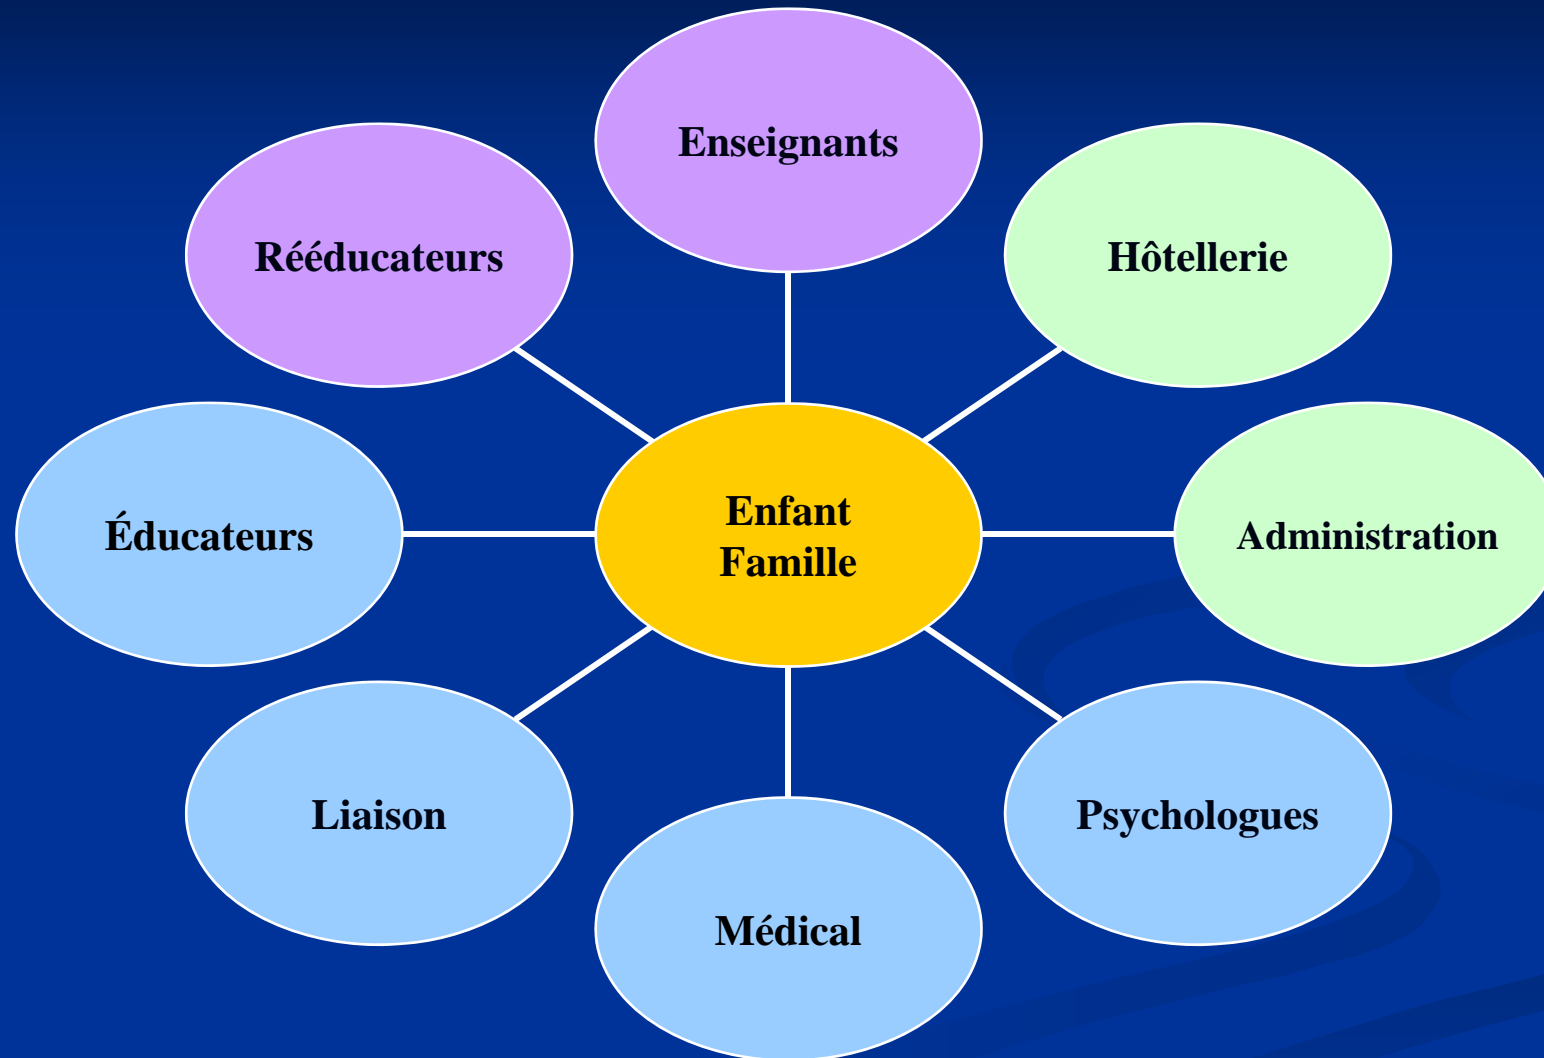 Enseignants
Rééducateurs
Hôtellerie
Éducateurs
Enfant
Famille
Administration
Liaison
Psychologues
Médical